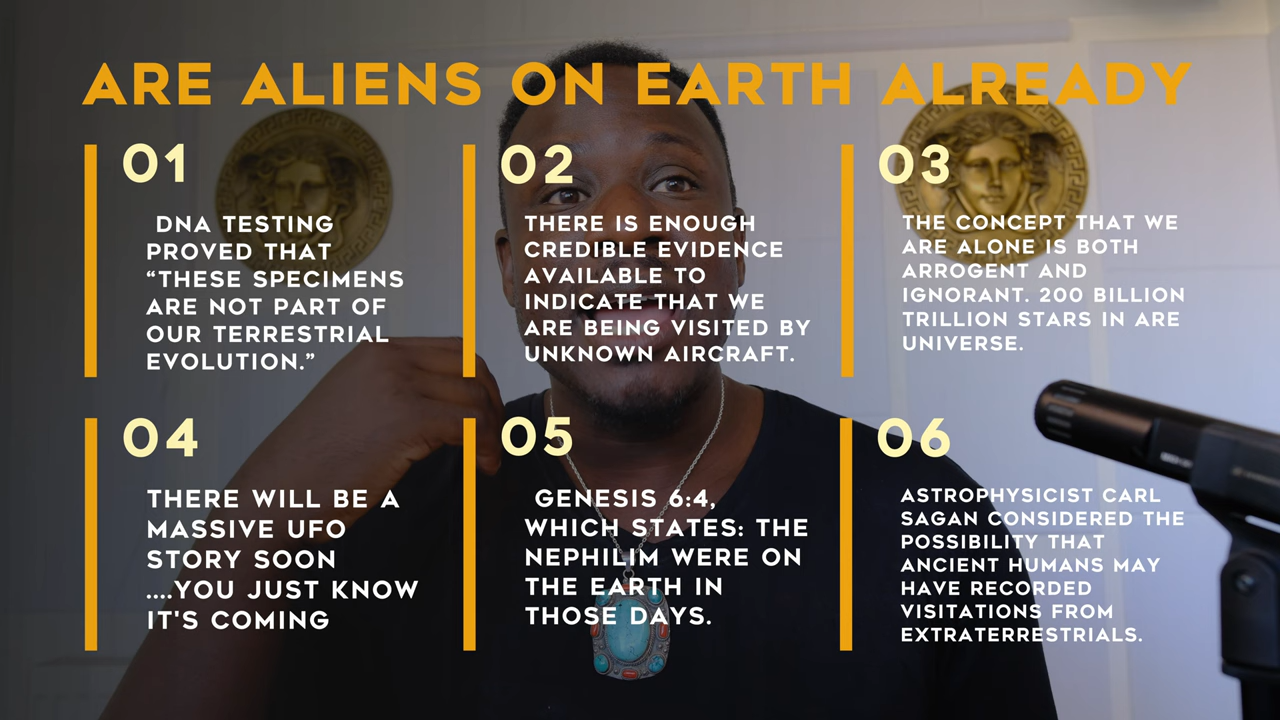 ARE ALIENS ON EARTH ALREADY
01
DNA TESTING
PROVED THAT
“THESE SPECIMENS
ARE NOT PART OF
OUR TERRESTRIAL
EVOLUTION.”
02
THERE IS ENOUGH
CREDIBLE EVIDENCE
AVAILABLE TO
INDICATE THAT WE
ARE BEING VISITED BY
UNKNOWN AIRCRAFT.
03
THE CONCEPT THAT WE
ARE ALONE IS BOTH
ARROGENT AND
IGNORANT. 200 BILLION
TRILLION STARS IN ARE
UNIVERSE.
04
THERE WILL BE A
MASSIVE UFO
STORY SOON
....YOU JUST KNOW
IT'S COMING
05
GENESIS 6:4,
WHICH STATES: THE
NEPHILIM WERE ON
THE EARTH IN
THOSE DAYS.
06
ASTROPHYSICIST CARL
SAGAN CONSIDERED THE
POSSIBILITY THAT
ANCIENT HUMANS MAY
HAVE RECORDED
VISITATIONS FROM
EXTRATERRESTRIALS.